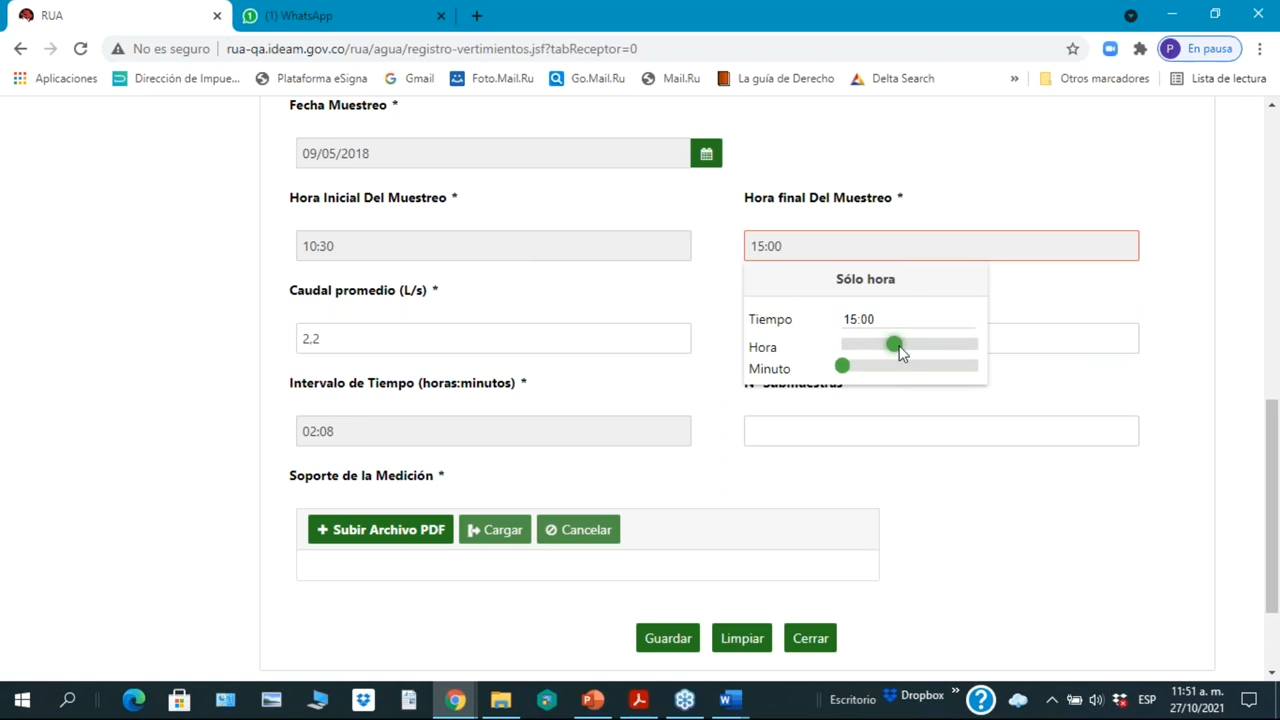 RUA
(1) WhatsApp
No es seguro
rua-qa.ideam.gov.co/rua/agua/registro-vertimientos.jsf?tabReceptor=0
P En pausa
Aplicaciones
Dirección de Impue...
Plataforma eSigna
Gmail
Foto.Mail.Ru
Go.Mail.Ru
Mail.Ru
La guía de Derecho
Delta Search
»
Otros marcadores
Lista de lectura
Fecha Muestreo *
09/05/2018
Hora Inicial Del Muestreo *
Hora final Del Muestreo *
10:30
15:00
Sólo hora
Caudal promedio (L/s) *
Tiempo 15:00
2,2
Hora
Minuto
Intervalo de Tiempo (horas:minutos) *
N° Submuestras
02:08
Soporte de la Medición *
+ Subir Archivo PDF
Cargar
Cancelar
Guardar
Limpiar
Cerrar
Escritorio
Dropbox
»
ESP
11:51 a. m.
27/10/2021